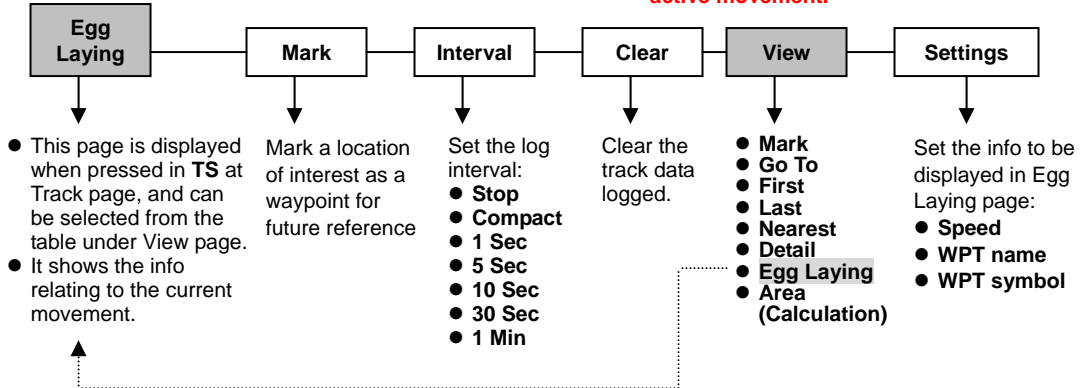 active movement.
Egg
Laying
Mark
Interval
Clear
View
Settings
● This page is displayed
when pressed in TS at
Track page, and can
be selected from the
table under View page.
● It shows the info
relating to the current
movement.
Mark a location
of interest as a
waypoint for
future reference
Set the log
interval:
● Stop
● Compact
● 1 Sec
● 5 Sec
● 10 Sec
● 30 Sec
● 1 Min
Clear the
track data
logged.
● Mark
● Go To
● First
● Last
● Nearest
● Detail
● Egg Laying
● Area
(Calculation)
Set the info to be
displayed in Egg
Laying page:
● Speed
● WPT name
● WPT symbol